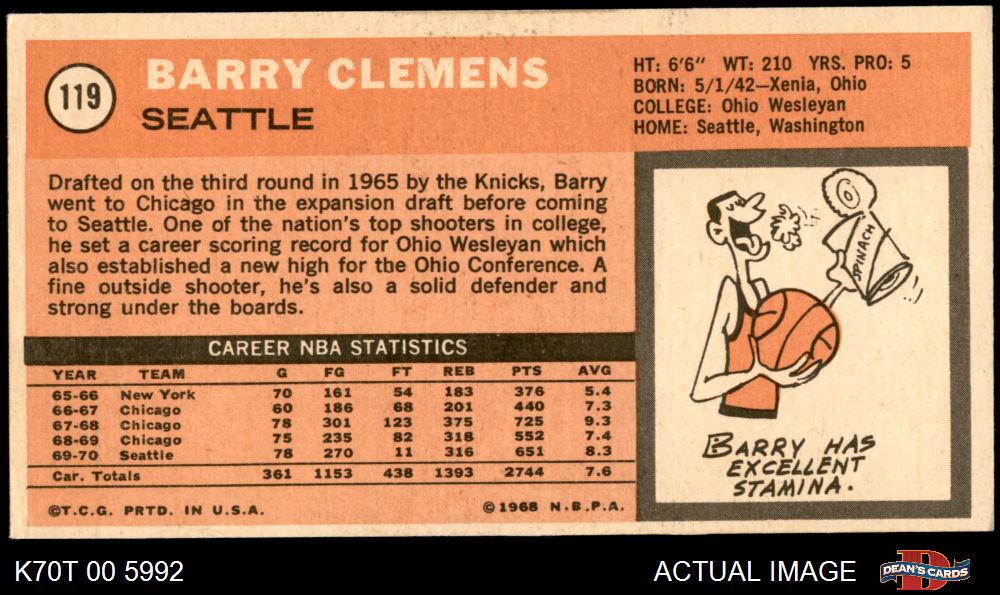 119
BARRY CLEMENS
SEATTLE
HT: 6'6" WT: 210 YRS. PRO: 5
BORN: 5/1/42—Xenia, Ohio
COLLEGE: Ohio Wesleyan
HOME: Seattle, Washington
Drafted on the third round in 1965 by the Knicks, Barry
went to Chicago in the expansion draft before coming
to Seattle. One of the nation's top shooters in college,
he set a career scoring record for Ohio Wesleyan which
also established a new high for the Ohio Conference. A
fine outside shooter, he's also a solid defender and
strong under the boards.
CAREER NBA STATISTICS
YEAR TEAM G FG FT REB PTS AVG
65-66 New York 70 161 54 183 376 5.4
66-67 Chicago 60 186 68 201 440 7.3
67-68 Chicago 78 301 123 375 725 9.3
68-69 Chicago 75 235 82 318 552 7.4
69-70 Seattle 78 270 11 316 651 8.3
Car. Totals 361 1153 438 1393 2744 7.6
©T.C.G. PRTD. IN U.S.A. ©1968 N.B.P.A.
SPINACH
BARRY HAS
EXCELLENT
STAMINA.
K70T 00 5992 ACTUAL IMAGE
D
DEAN'S CARDS